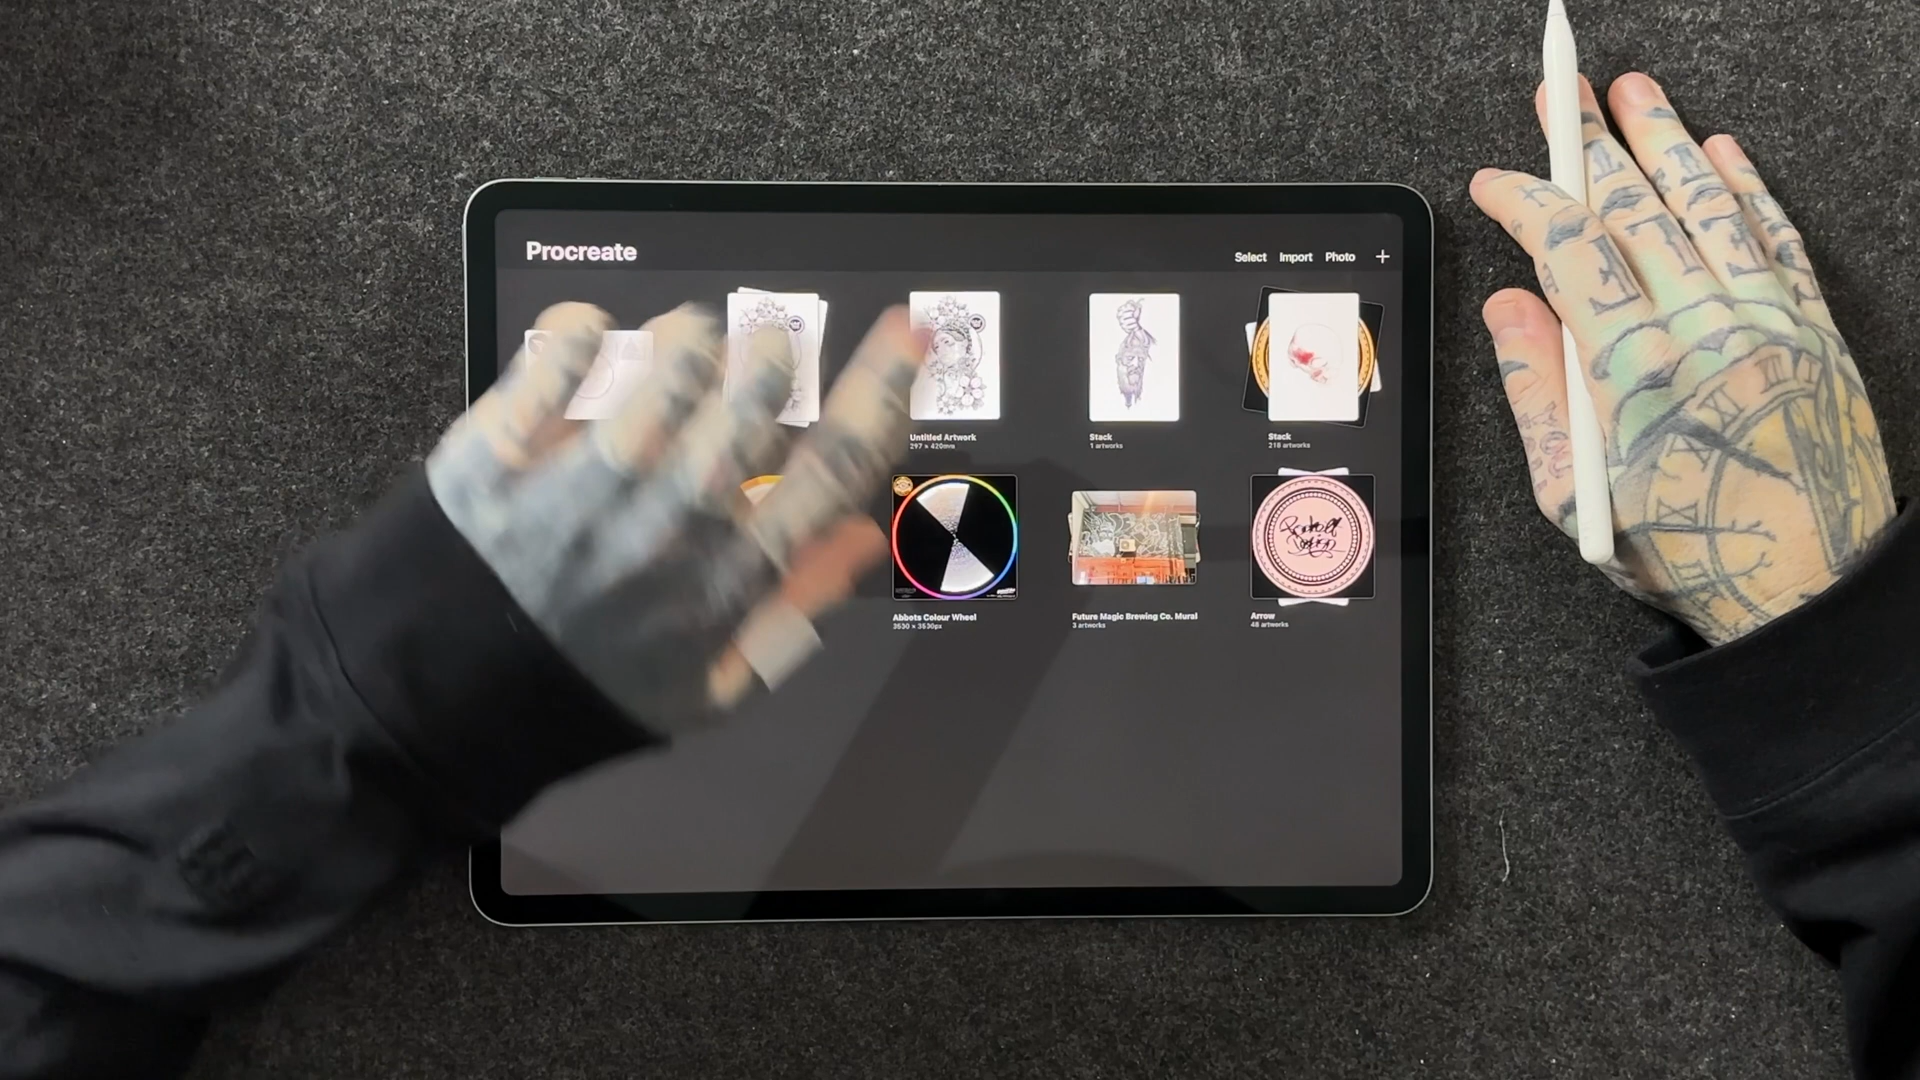 Procreate
Select Import Photo +
Untitled Artwork
297 × 420mm
Stack
1 artworks
Stack
218 artworks
Abbots Colour Wheel
3530 × 3530px
Future Magic Brewing Co. Mural
3 artworks
Arrow
48 artworks